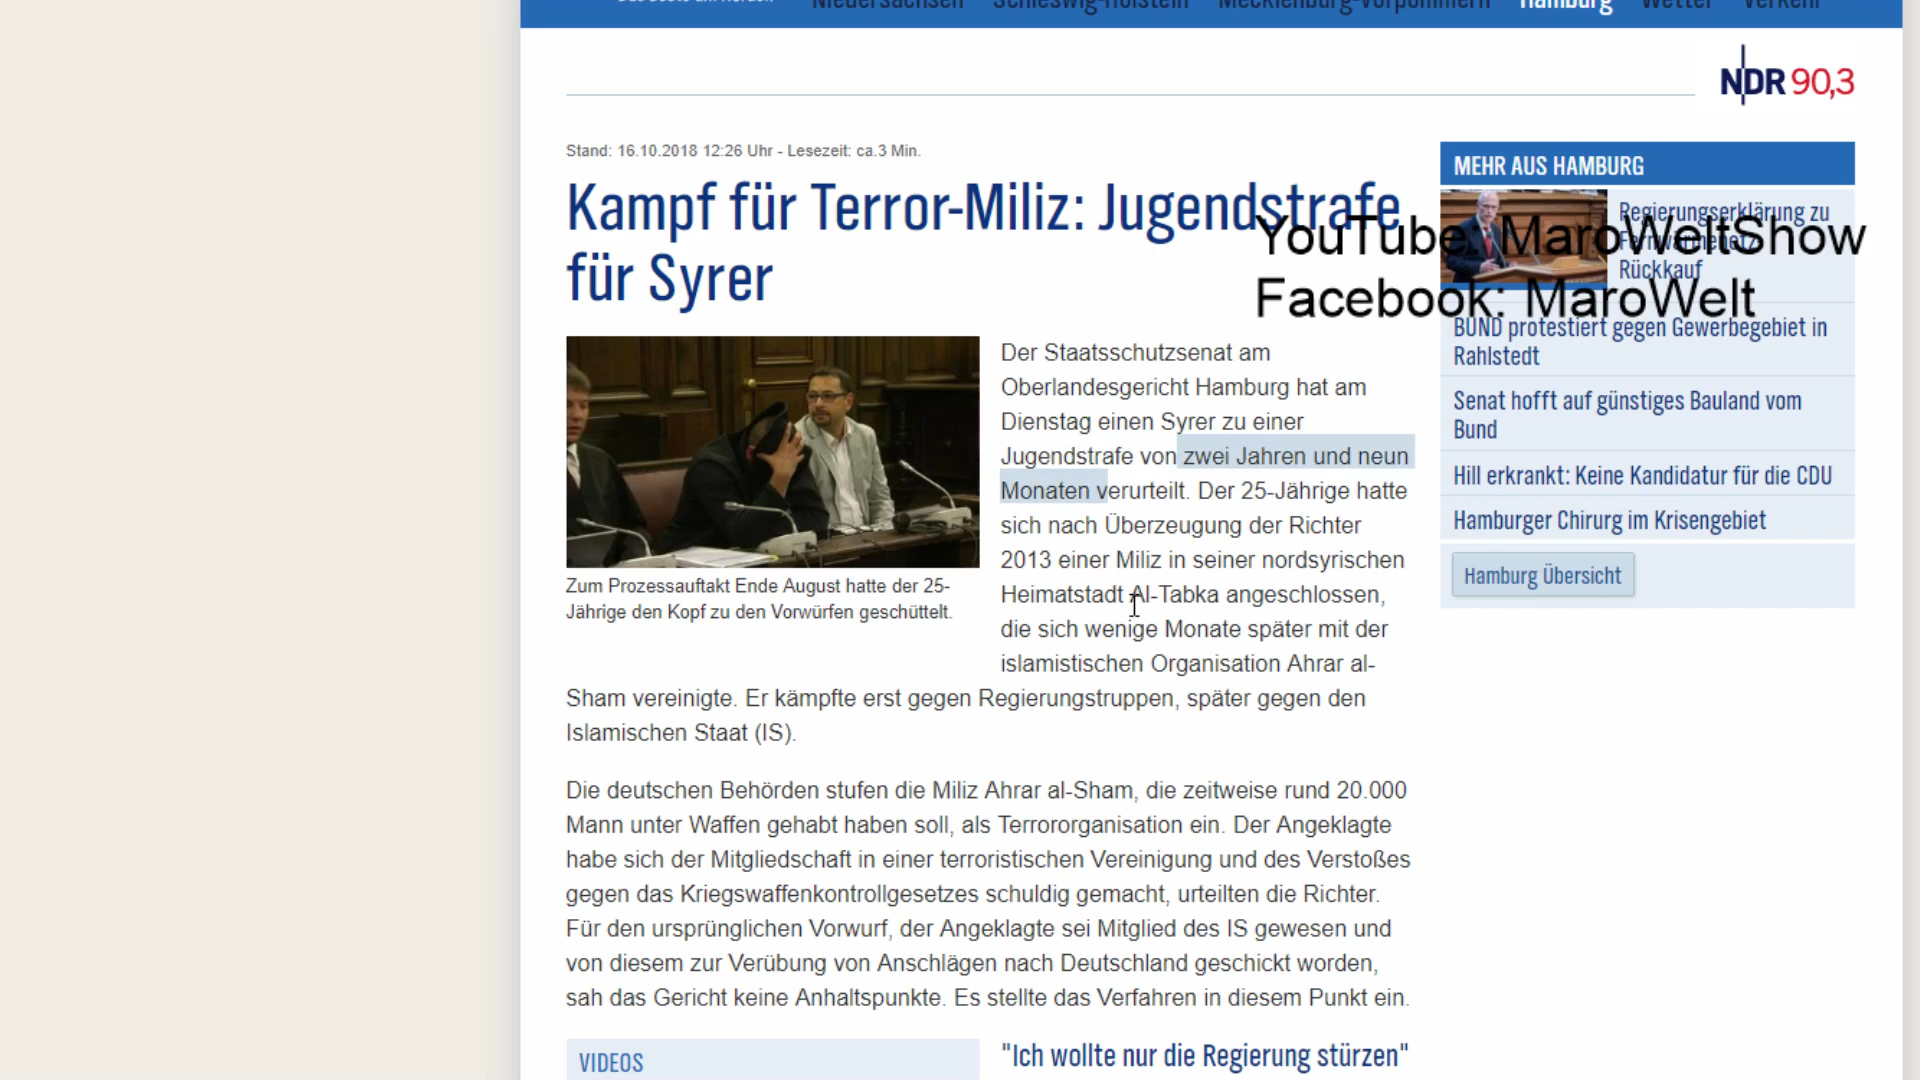 Niedersachsen Schleswig-Holstein Mecklenburg-Vorpommern Hamburg Wetter Verkehr
NDR 90,3
Stand: 16.10.2018 12:26 Uhr - Lesezeit: ca.3 Min.
Kampf für Terror-Miliz: Jugendstrafe
für Syrer
Zum Prozessauftakt Ende August hatte der 25-
Jährige den Kopf zu den Vorwürfen geschüttelt.
Der Staatsschutzsenat am
Oberlandesgericht Hamburg hat am
Dienstag einen Syrer zu einer
Jugendstrafe von zwei Jahren und neun
Monaten verurteilt. Der 25-Jährige hatte
sich nach Überzeugung der Richter
2013 einer Miliz in seiner nordsyrischen
Heimatstadt Al-Tabka angeschlossen,
die sich wenige Monate später mit der
islamistischen Organisation Ahrar al-
Sham vereinigte. Er kämpfte erst gegen Regierungstruppen, später gegen den
Islamischen Staat (IS).
Die deutschen Behörden stufen die Miliz Ahrar al-Sham, die zeitweise rund 20.000
Mann unter Waffen gehabt haben soll, als Terrororganisation ein. Der Angeklagte
habe sich der Mitgliedschaft in einer terroristischen Vereinigung und des Verstoßes
gegen das Kriegswaffenkontrollgesetzes schuldig gemacht, urteilten die Richter.
Für den ursprünglichen Vorwurf, der Angeklagte sei Mitglied des IS gewesen und
von diesem zur Verübung von Anschlägen nach Deutschland geschickt worden,
sah das Gericht keine Anhaltspunkte. Es stellte das Verfahren in diesem Punkt ein.
VIDEOS
"Ich wollte nur die Regierung stürzen"
MEHR AUS HAMBURG
Regierungserklärung zu
Fernwärmenetz-
Rückkauf
YouTube: MaroWeltShow
Facebook: MaroWelt
BUND protestiert gegen Gewerbegebiet in
Rahlstedt
Senat hofft auf günstiges Bauland vom
Bund
Hill erkrankt: Keine Kandidatur für die CDU
Hamburger Chirurg im Krisengebiet
Hamburg Übersicht